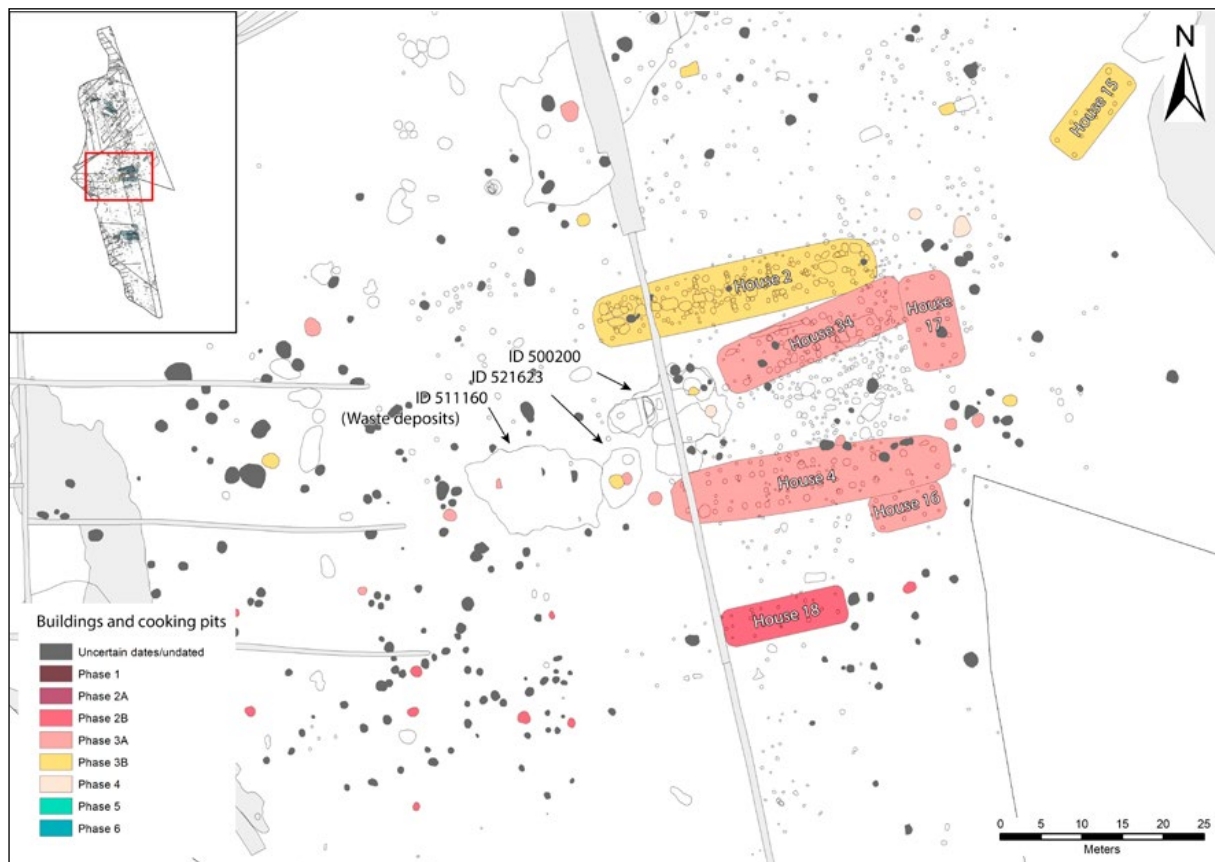 N
House 15
House 2
House 34
House
17
ID 500200
ID 521623
ID 511160
(Waste deposits)
House 4
House 16
House 18
Buildings and cooking pits
Uncertain dates/undated
Phase 1
Phase 2A
Phase 2B
Phase 3A
Phase 3B
Phase 4
Phase 5
Phase 6
0 5 10 15 20 25
Meters